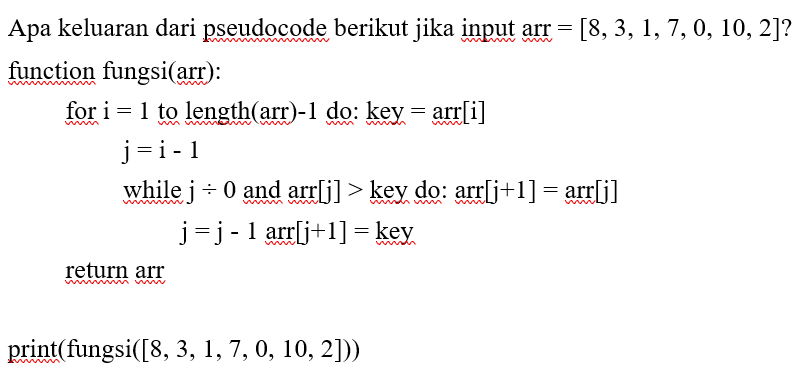 Apa keluaran dari pseudocode berikut jika input arr = [8, 3, 1, 7, 0, 10, 2]?
function fungsi(arr):
for i = 1 to length(arr)-1 do: key = arr[i]
j = i - 1
while j ÷ 0 and arr[j] > key do: arr[j+1] = arr[j]
j = j - 1 arr[j+1] = key
return arr
print(fungsi([8, 3, 1, 7, 0, 10, 2]))